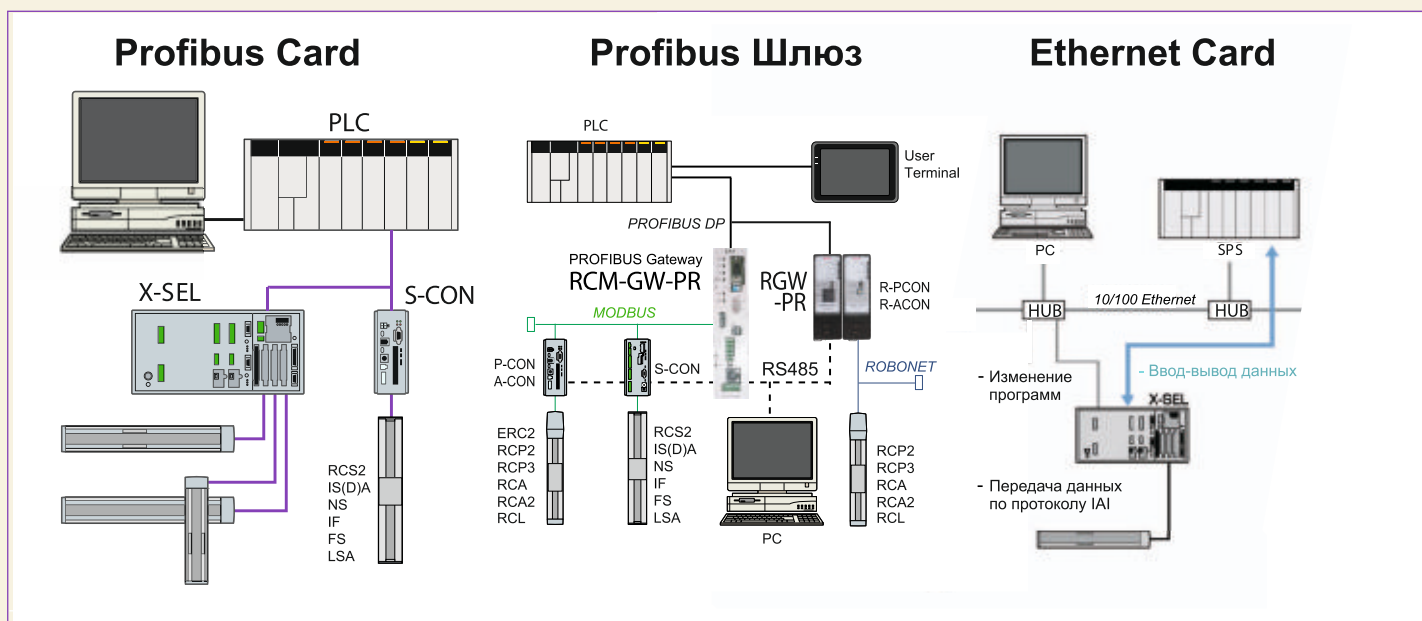 Profibus Card
PLC
X-SEL
S-CON
RCS2
IS(D)A
NS
IF
FS
LSA
Profibus Шлюз
PLC
User
Terminal
PROFIBUS DP
PROFIBUS Gateway
RCM-GW-PR
RGW
-PR
R-PCON
R-ACON
MODBUS
P-CON
A-CON
S-CON
RS485
ROBONET
ERC2
RCP2
RCP3
RCA
RCA2
RCL
RCS2
IS(D)A
NS
IF
FS
LSA
PC
RCP2
RCP3
RCA
RCA2
RCL
Ethernet Card
PC
SPS
10/100 Ethernet
HUB
HUB
- Изменение
программ
- Ввод-вывод данных
X-SEL
- Передача данных
по протоколу IAI